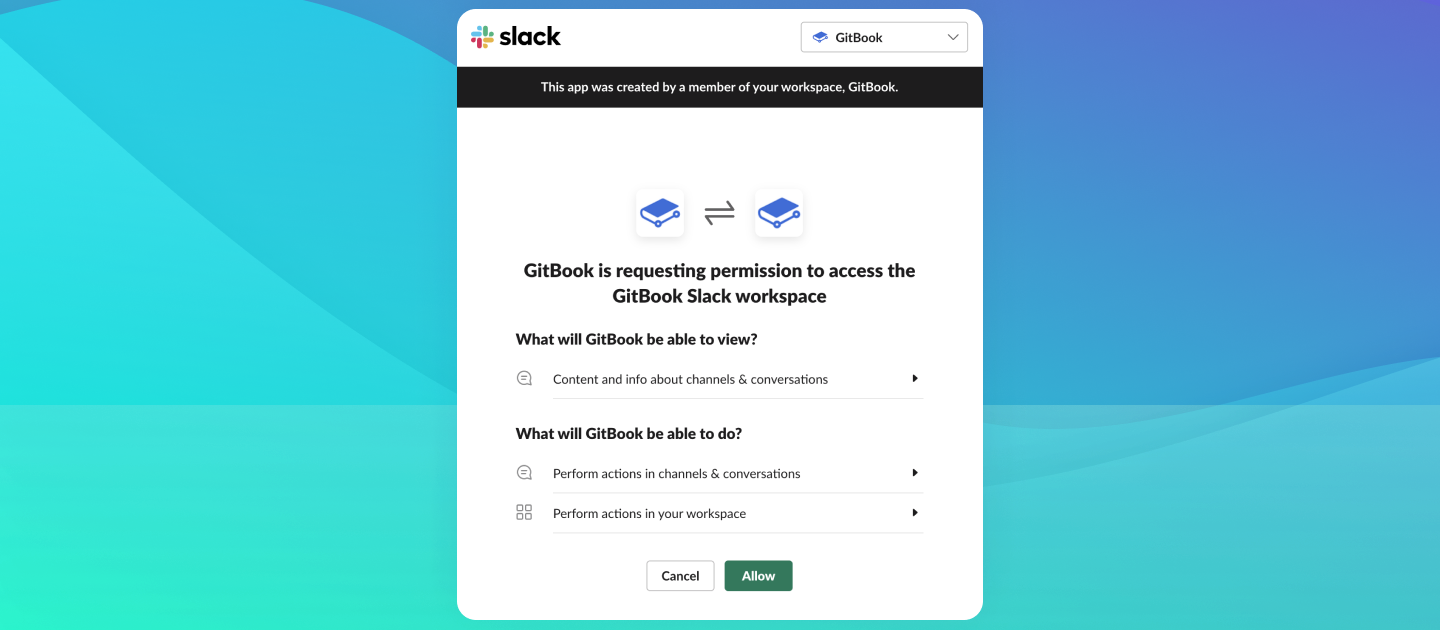 slack
GitBook
This app was created by a member of your workspace, GitBook.
GitBook is requesting permission to access the
GitBook Slack workspace
What will GitBook be able to view?
Content and info about channels & conversations
What will GitBook be able to do?
Perform actions in channels & conversations
Perform actions in your workspace
Cancel
Allow